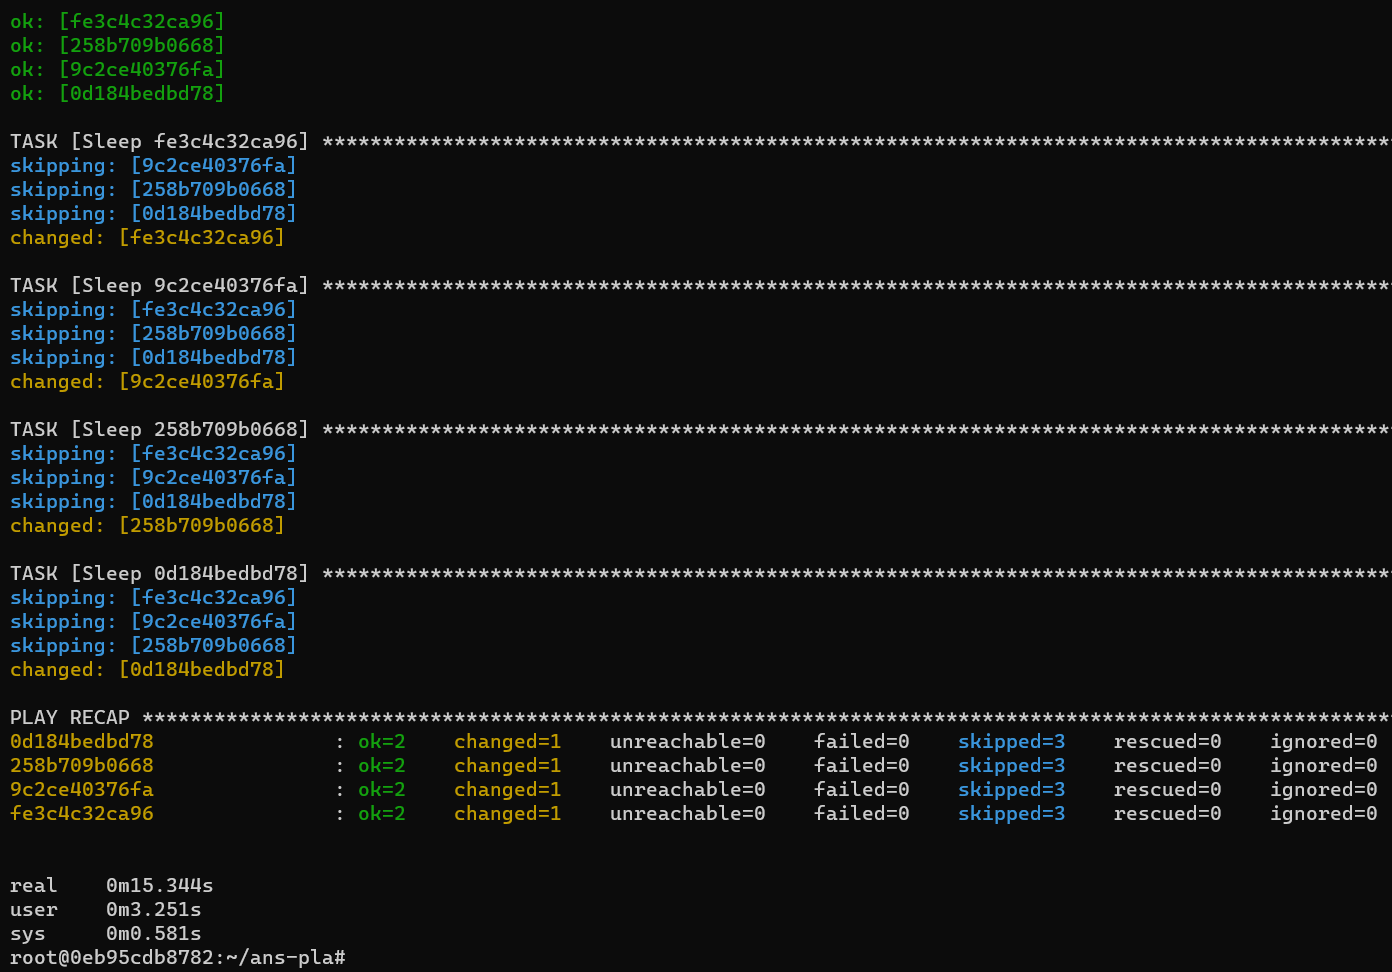 ok: [fe3c4c32ca96]
ok: [258b709b0668]
ok: [9c2ce40376fa]
ok: [0d184bedbd78]
TASK [Sleep fe3c4c32ca96] *****************************************************************************************
skipping: [9c2ce40376fa]
skipping: [258b709b0668]
skipping: [0d184bedbd78]
changed: [fe3c4c32ca96]
TASK [Sleep 9c2ce40376fa] *****************************************************************************************
skipping: [fe3c4c32ca96]
skipping: [258b709b0668]
skipping: [0d184bedbd78]
changed: [9c2ce40376fa]
TASK [Sleep 258b709b0668] *****************************************************************************************
skipping: [fe3c4c32ca96]
skipping: [9c2ce40376fa]
skipping: [0d184bedbd78]
changed: [258b709b0668]
TASK [Sleep 0d184bedbd78] *****************************************************************************************
skipping: [fe3c4c32ca96]
skipping: [9c2ce40376fa]
skipping: [258b709b0668]
changed: [0d184bedbd78]
PLAY RECAP ********************************************************************************************************
0d184bedbd78               : ok=2    changed=1    unreachable=0    failed=0    skipped=3    rescued=0    ignored=0
258b709b0668               : ok=2    changed=1    unreachable=0    failed=0    skipped=3    rescued=0    ignored=0
9c2ce40376fa               : ok=2    changed=1    unreachable=0    failed=0    skipped=3    rescued=0    ignored=0
fe3c4c32ca96               : ok=2    changed=1    unreachable=0    failed=0    skipped=3    rescued=0    ignored=0
real    0m15.344s
user    0m3.251s
sys     0m0.581s
root@0eb95cdb8782:~/ans-pla#